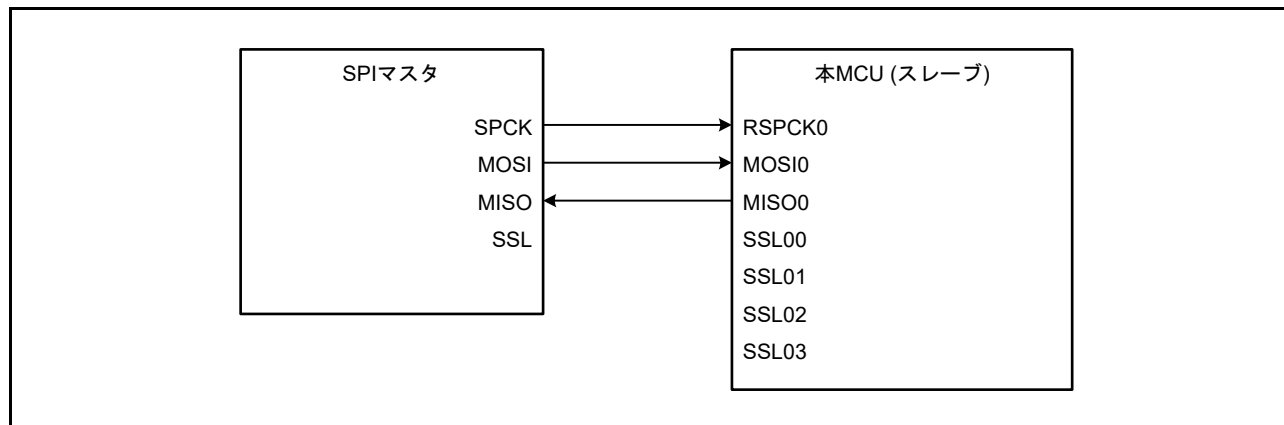 SPIマスタ
SPCK
MOSI
MISO
SSL
本MCU (スレーブ)
RSPCK0
MOSI0
MISO0
SSL00
SSL01
SSL02
SSL03